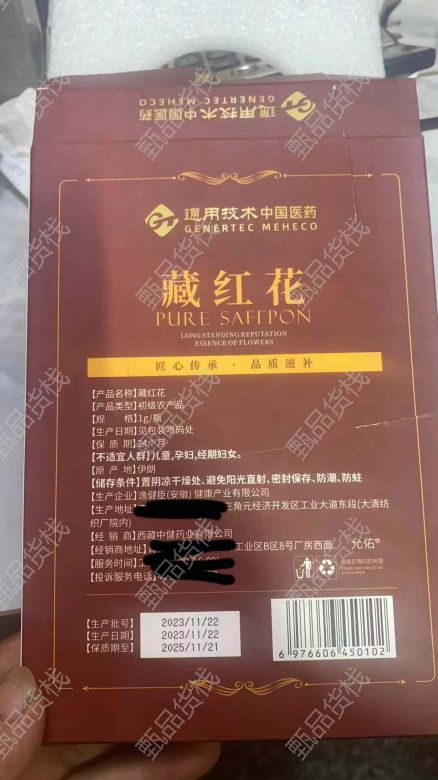 通用技术中国医药
GENERTEC MEHECO
通用技术中国医药
GENERTEC MEHECO
藏红花
PURE SAFFPON
LONG STANDING REPUTATION
ESSENCE OF FLOWERS
匠心传承 · 品质滋补
【产品名称】藏红花
【产品类型】初级农产品
【规 格】1g/瓶
【生产日期】见包装喷码处
【保 质 期】24个月
【不适宜人群】儿童,孕妇,经期妇女。
【原 产 地】伊朗
【储存条件】置阴凉干燥处、避免阳光直射、密封保存、防潮、防蛀
【生产企业】逸健臣(安徽)健康产业有限公司
【生产地址】 三角元经济开发区工业大道东段(大清纺
织厂院内)
【经 销 商】西藏中健药业有限公司
【经销商地址】 工业区B区8号厂房西面 允佑®
【服务时间】
【投诉服务电话】
【生产批号】 2023/11/22
【生产日期】 2023/11/22
【保质期至】 2025/11/21
6 976606 450102
甄品货栈